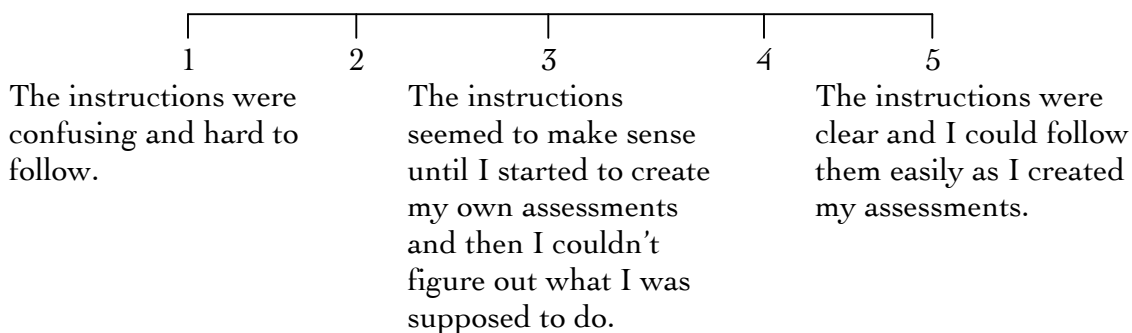 1 2 3 4 5
The instructions were
confusing and hard to
follow.
The instructions
seemed to make sense
until I started to create
my own assessments
and then I couldn't
figure out what I was
supposed to do.
The instructions were
clear and I could follow
them easily as I created
my assessments.